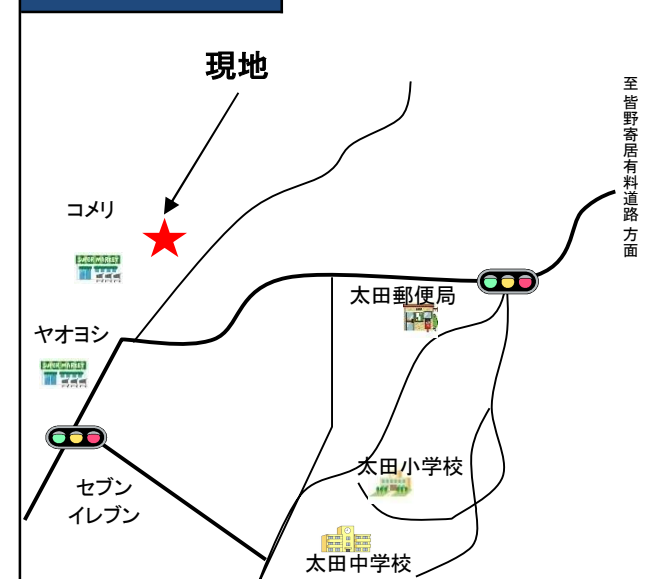 現地
至 皆野寄居有料道路 方面
コメリ
太田郵便局
ヤオヨシ
太田小学校
セブン
イレブン
太田中学校